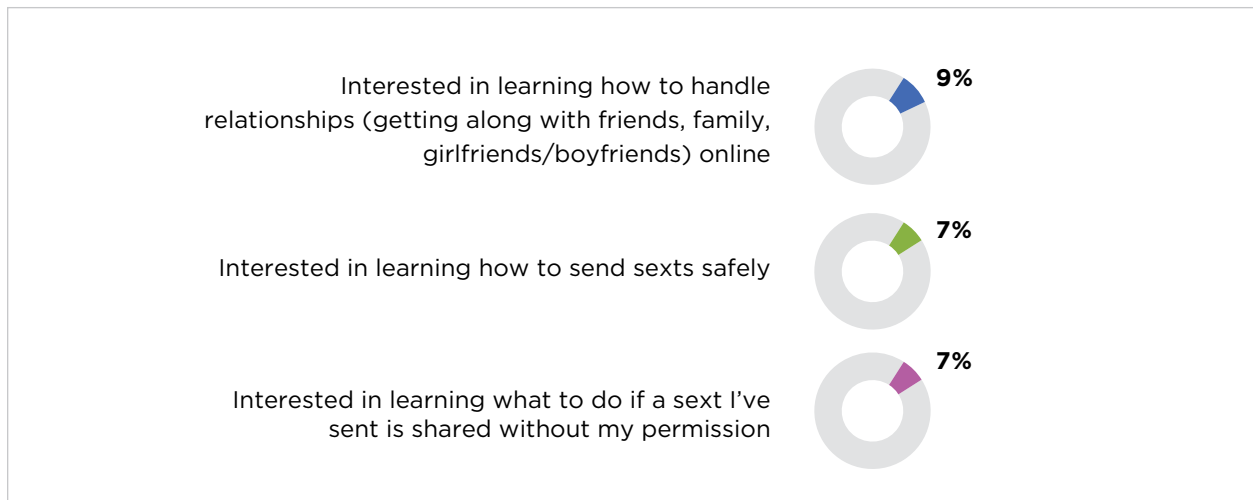 Interested in learning how to handle
relationships (getting along with friends, family,
girlfriends/boyfriends) online
9%
Interested in learning how to send sexts safely
7%
Interested in learning what to do if a sext I’ve
sent is shared without my permission
7%